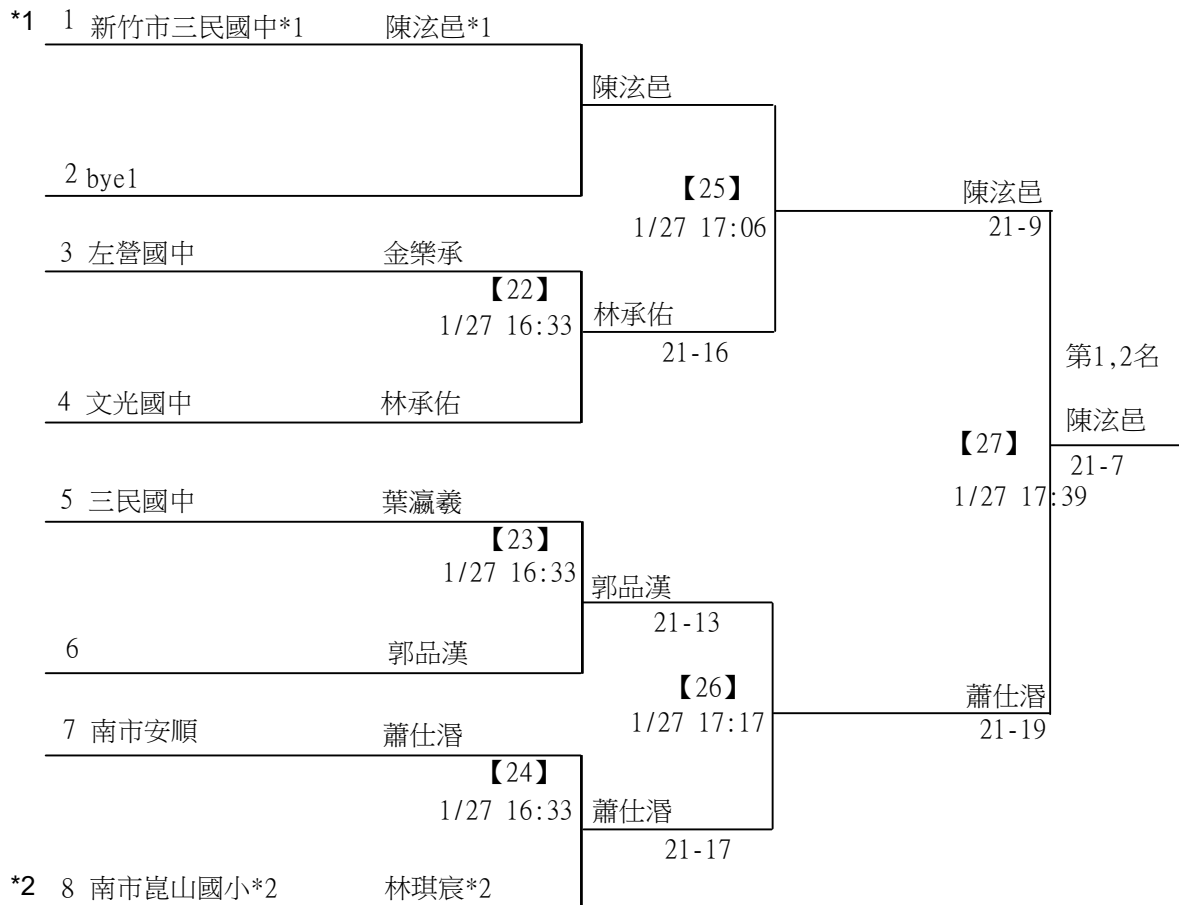 *1 1 新竹市三民國中*1 陳泫邑*1
陳泫邑
2 bye1
【25】
1/27 17:06
陳泫邑
21-9
3 左營國中 金樂承
【22】
1/27 16:33
林承佑
21-16
4 文光國中 林承佑
第1,2名
陳泫邑
21-7
【27】
1/27 17:39
5 三民國中 葉瀛羲
【23】
1/27 16:33
郭品漢
21-13
6 郭品漢
【26】
1/27 17:17
蕭仕潛
21-19
7 南市安順 蕭仕潛
【24】
1/27 16:33
蕭仕潛
21-17
*2 8 南市崑山國小*2 林琪宸*2